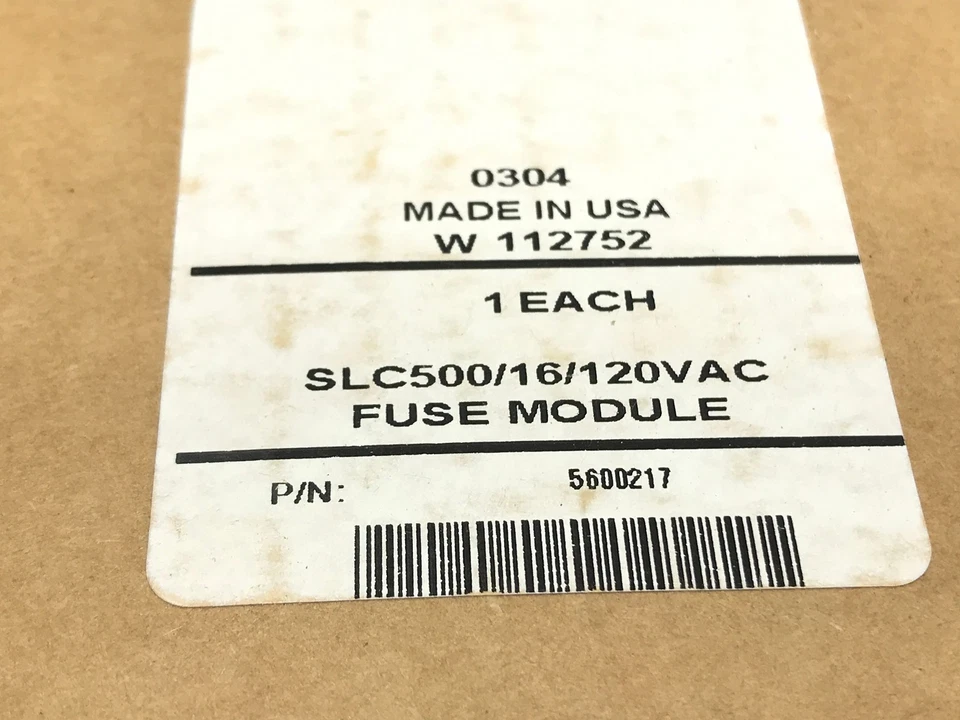 0304
MADE IN USA
W 112752
1 EACH
SLC500/16/120VAC
FUSE MODULE
P/N: 5600217